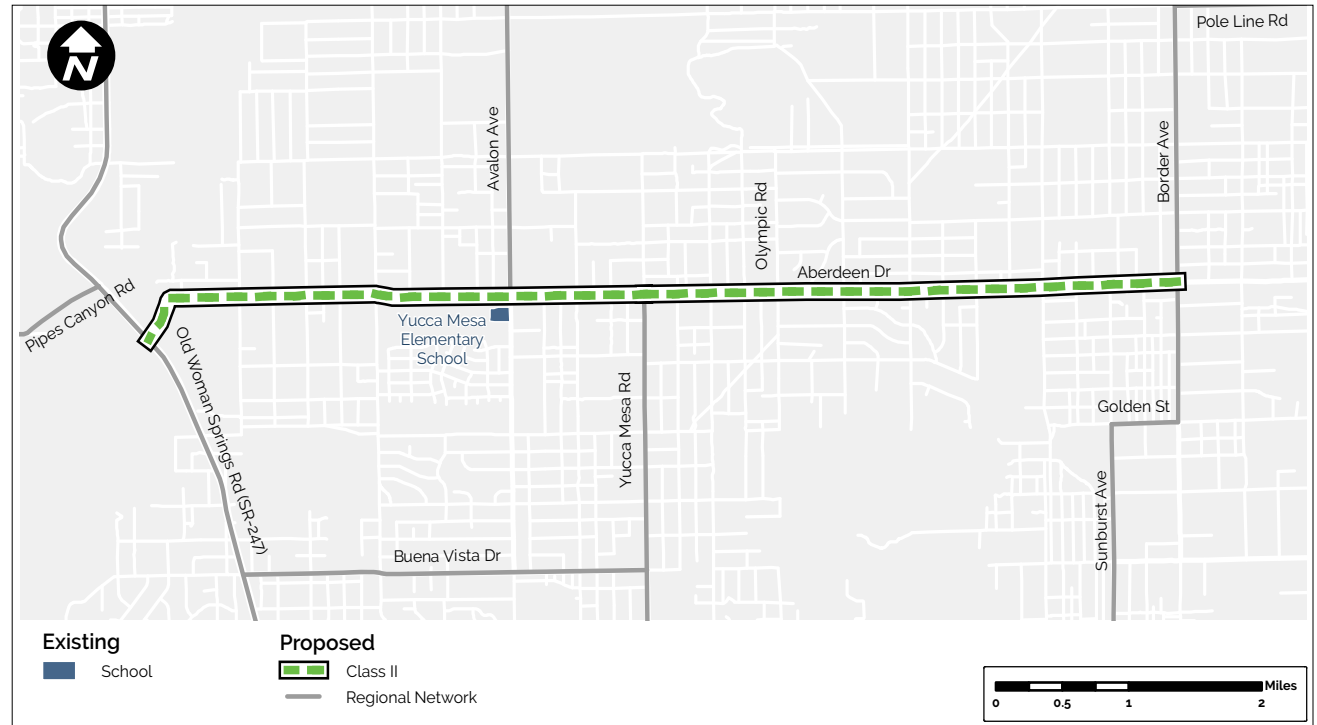 N
Pole Line Rd
Avalon Ave
Border Ave
Olympic Rd
Aberdeen Dr
Pipes Canyon Rd
Yucca Mesa
Elementary
School
Old Woman Springs Rd (SR-247)
Yucca Mesa Rd
Golden St
Sunburst Ave
Buena Vista Dr
Existing
School
Proposed
Class II
Regional Network
Miles
0 0.5 1 2